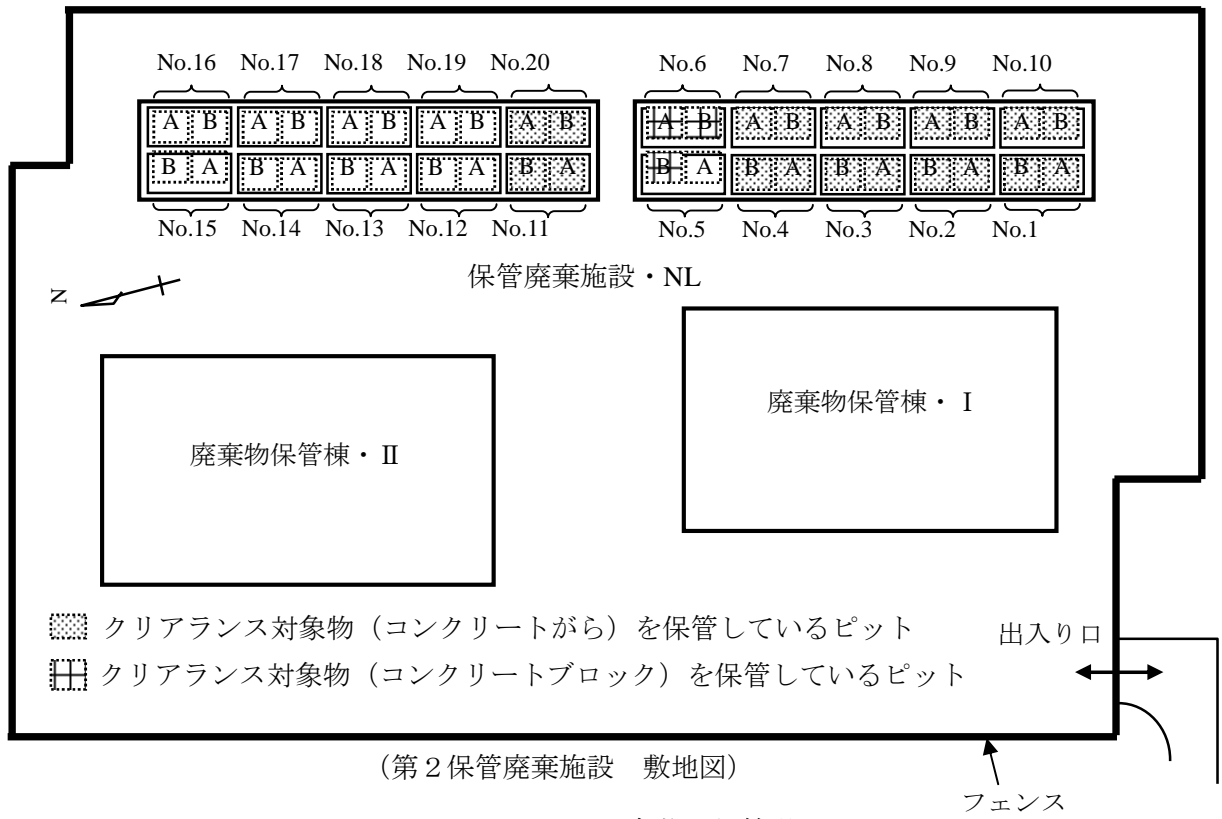 No.16 No.17 No.18 No.19 No.20 No.6 No.7 No.8 No.9 No.10
A B A B A B A B A B A B A B A B A B A B
B A B A B A B A B A B A B A B A B A B A
No.15 No.14 No.13 No.12 No.11 No.5 No.4 No.3 No.2 No.1
保管廃棄施設・NL
N
廃棄物保管棟・Ⅰ
廃棄物保管棟・Ⅱ
クリアランス対象物（コンクリートがら）を保管しているピット
出入り口
クリアランス対象物（コンクリートブロック）を保管しているピット
（第２保管廃棄施設　敷地図）
フェンス